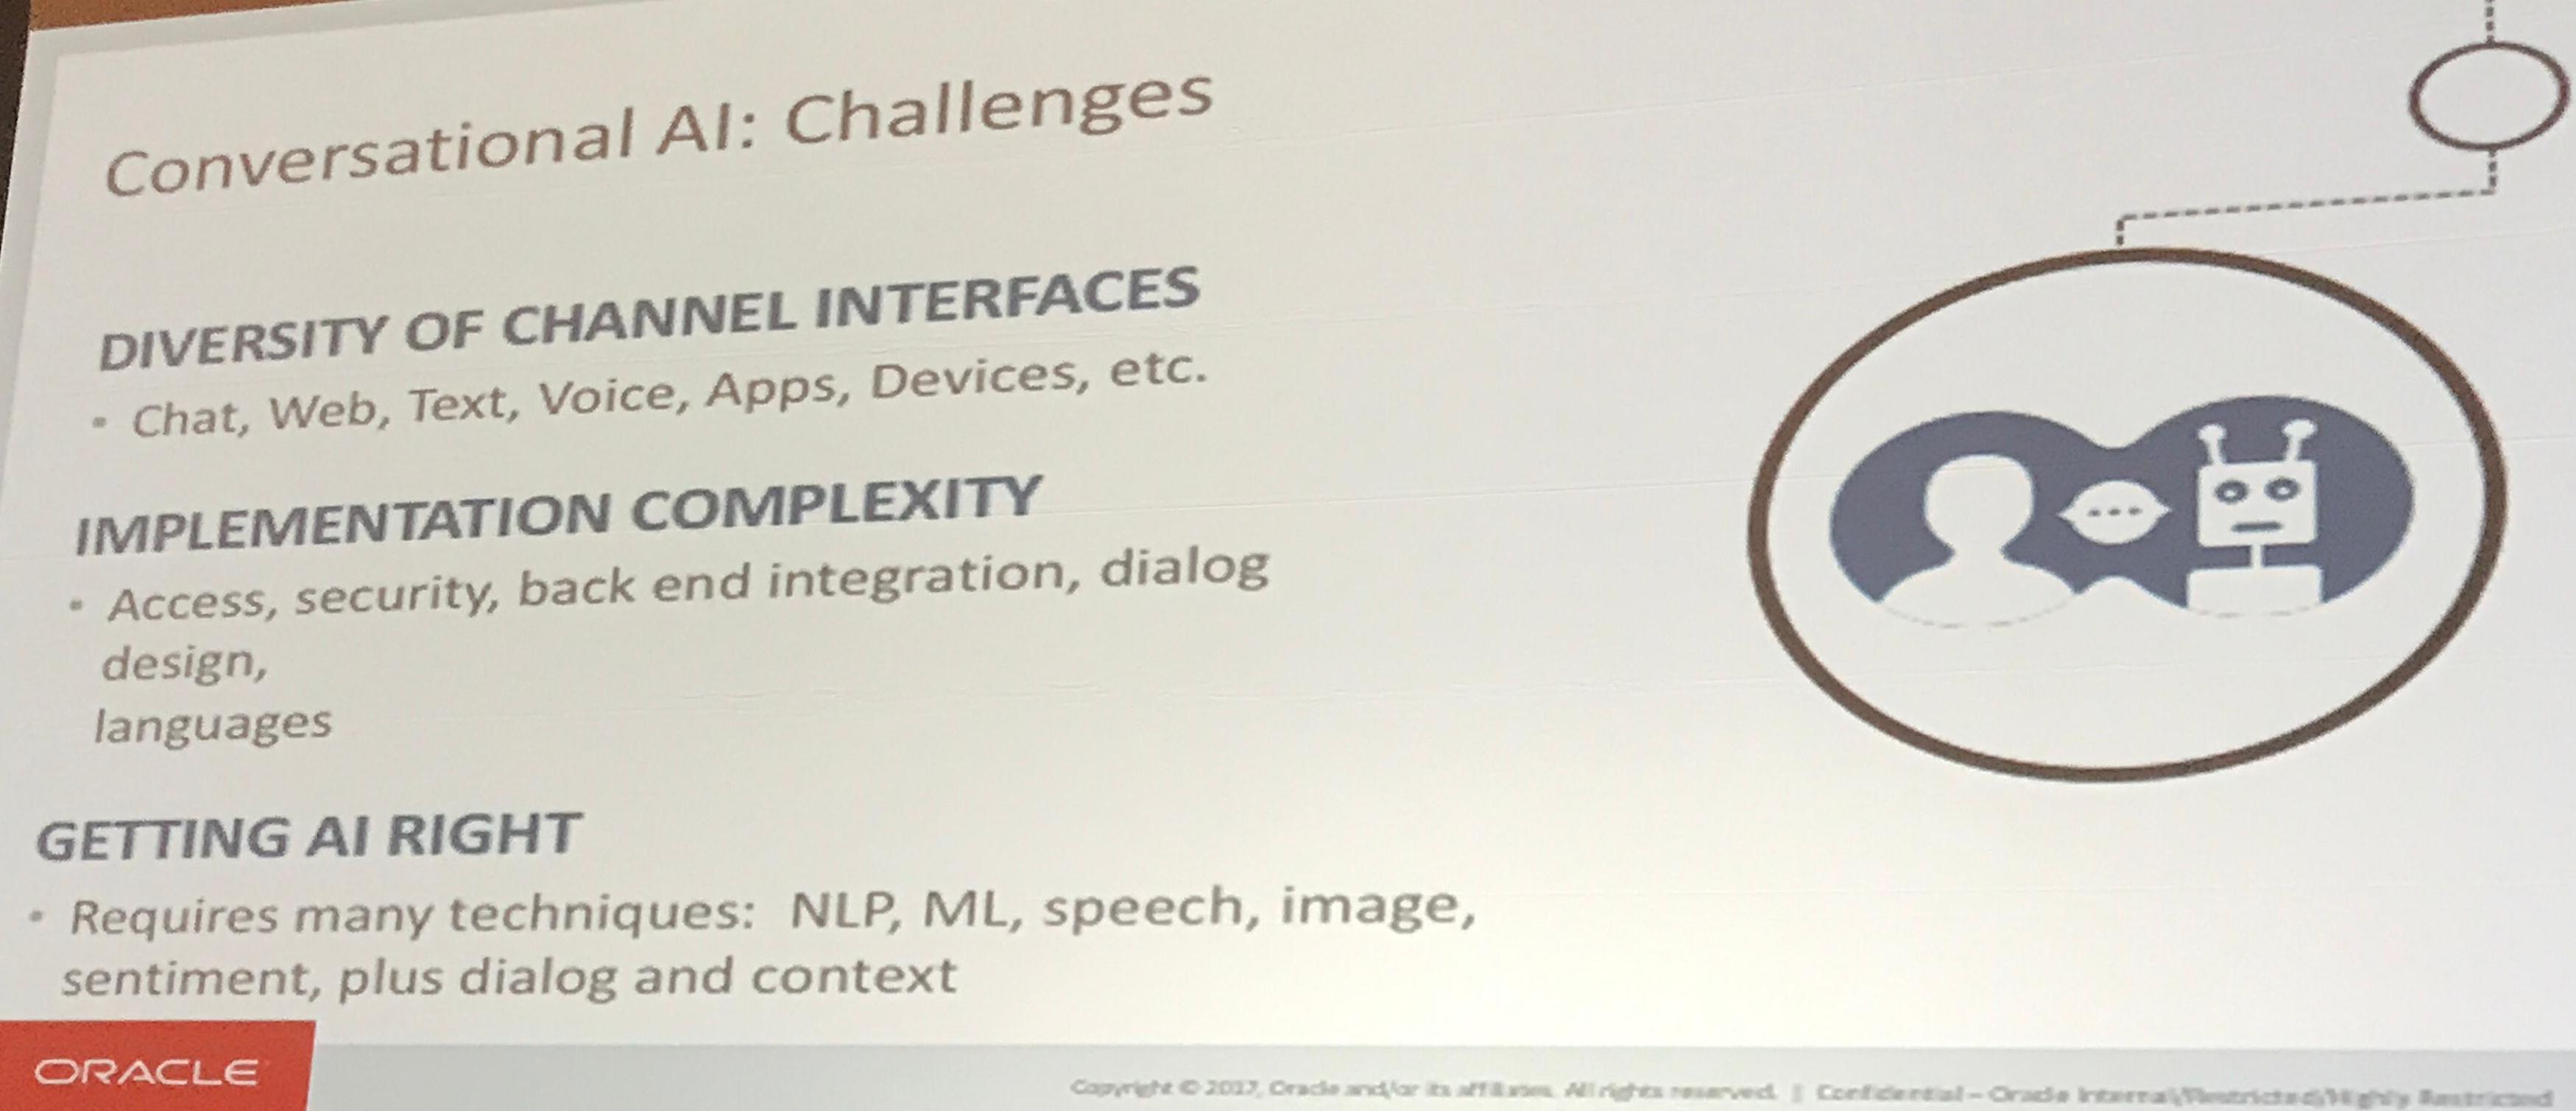 Conversational AI: Challenges
DIVERSITY OF CHANNEL INTERFACES
• Chat, Web, Text, Voice, Apps, Devices, etc.
IMPLEMENTATION COMPLEXITY
• Access, security, back end integration, dialog
design,
languages
GETTING AI RIGHT
• Requires many techniques: NLP, ML, speech, image,
sentiment, plus dialog and context
ORACLE
Copyright © 2017, Oracle and/or its affiliates. All rights reserved. | Confidential – Oracle Internal/Restricted/Highly Restricted